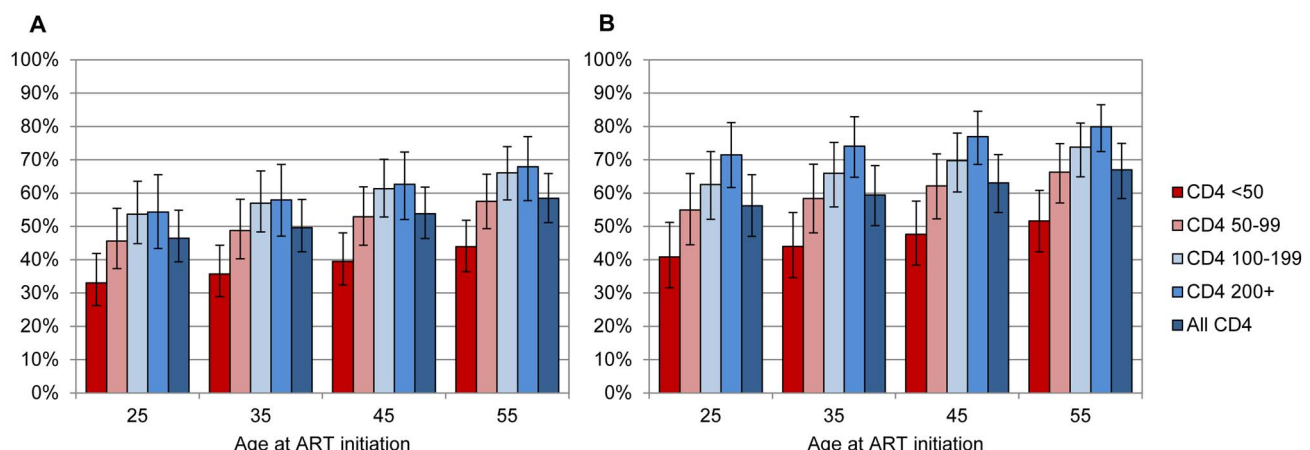 A
100%
90%
80%
70%
60%
50%
40%
30%
20%
10%
0%
25 35 45 55
Age at ART initiation
B
100%
90%
80%
70%
60%
50%
40%
30%
20%
10%
0%
25 35 45 55
Age at ART initiation
CD4 <50
CD4 50-99
CD4 100-199
CD4 200+
All CD4